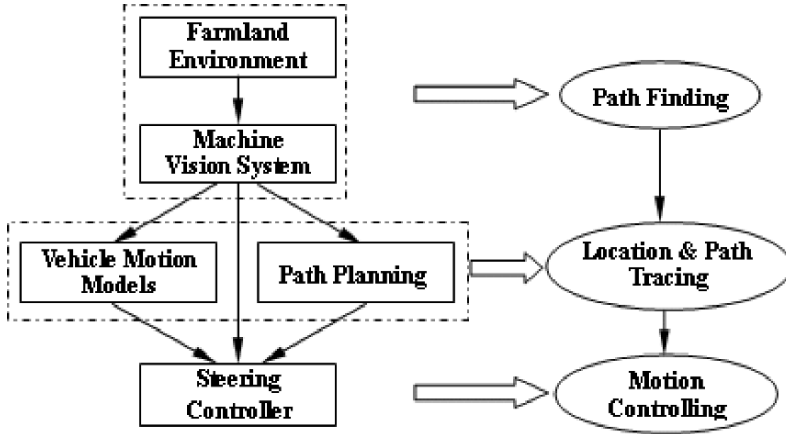 Farmland
Environment
Path Finding
Machine
Vision System
Vehicle Motion
Models
Path Planning
Location & Path
Tracing
Steering
Controller
Motion
Controlling